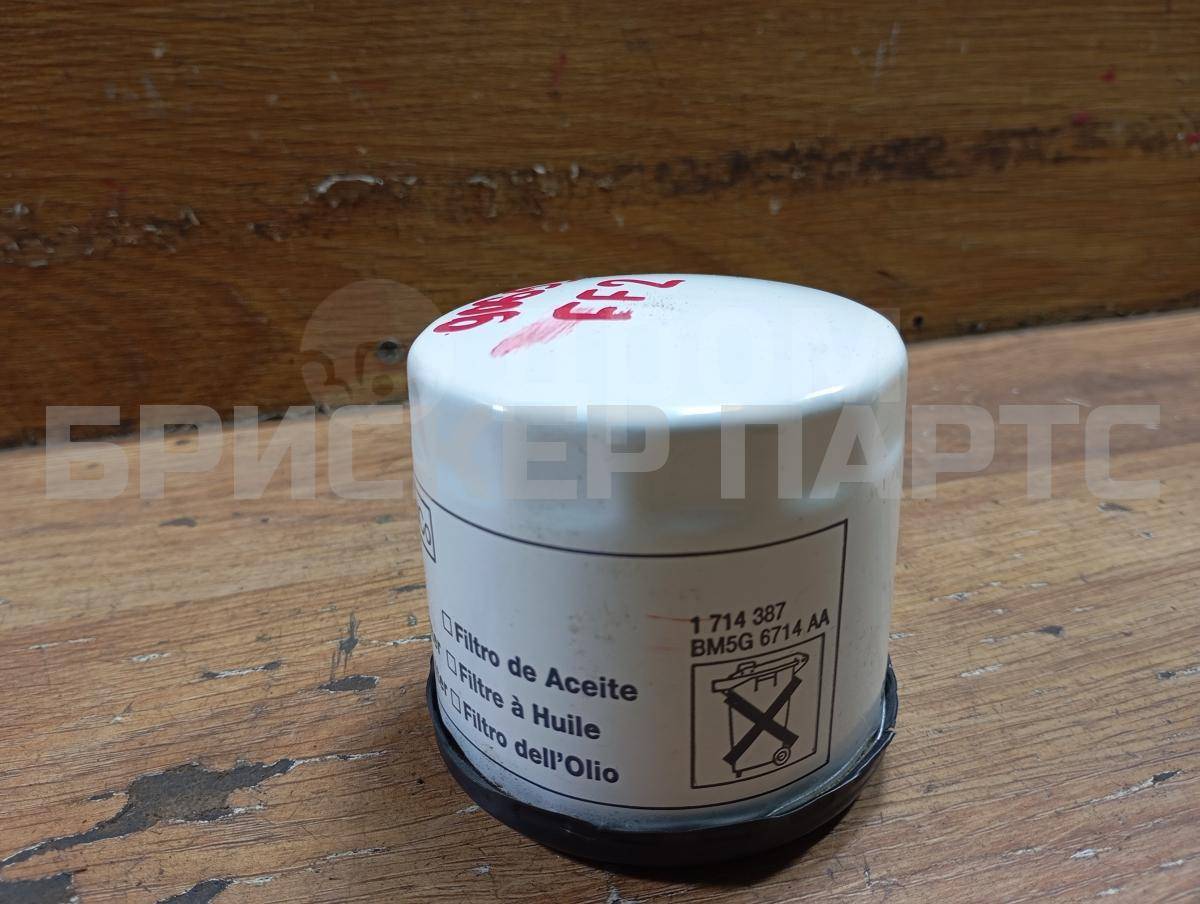 FF2
БРИСКЕР ПАРТС
1 714 387
BM5G 6714 AA
Filtro de Aceite
Filtre à Huile
Filtro dell'Olio